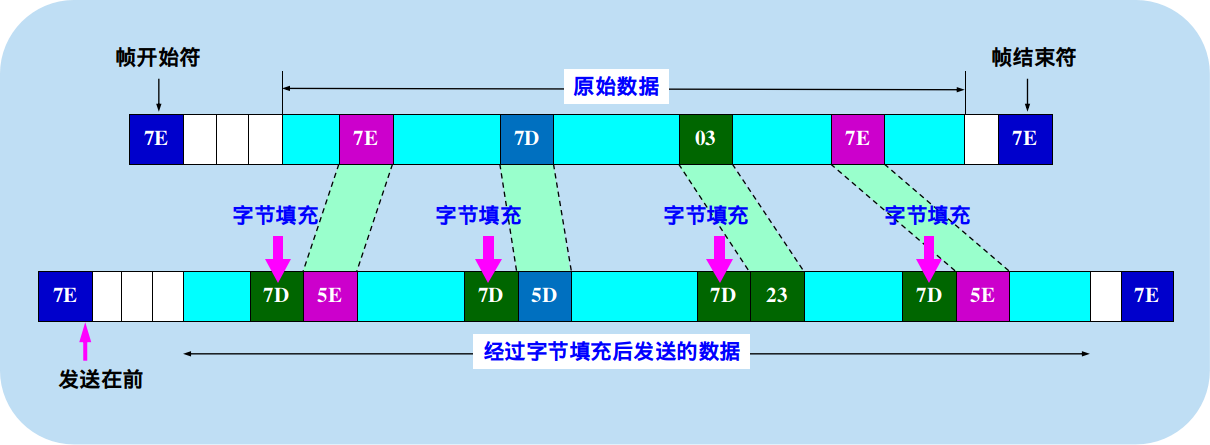 帧开始符
帧结束符
原始数据
7E 7E 7D 03 7E 7E
字节填充 字节填充 字节填充 字节填充
7E 7D 5E 7D 5D 7D 23 7D 5E 7E
经过字节填充后发送的数据
发送在前